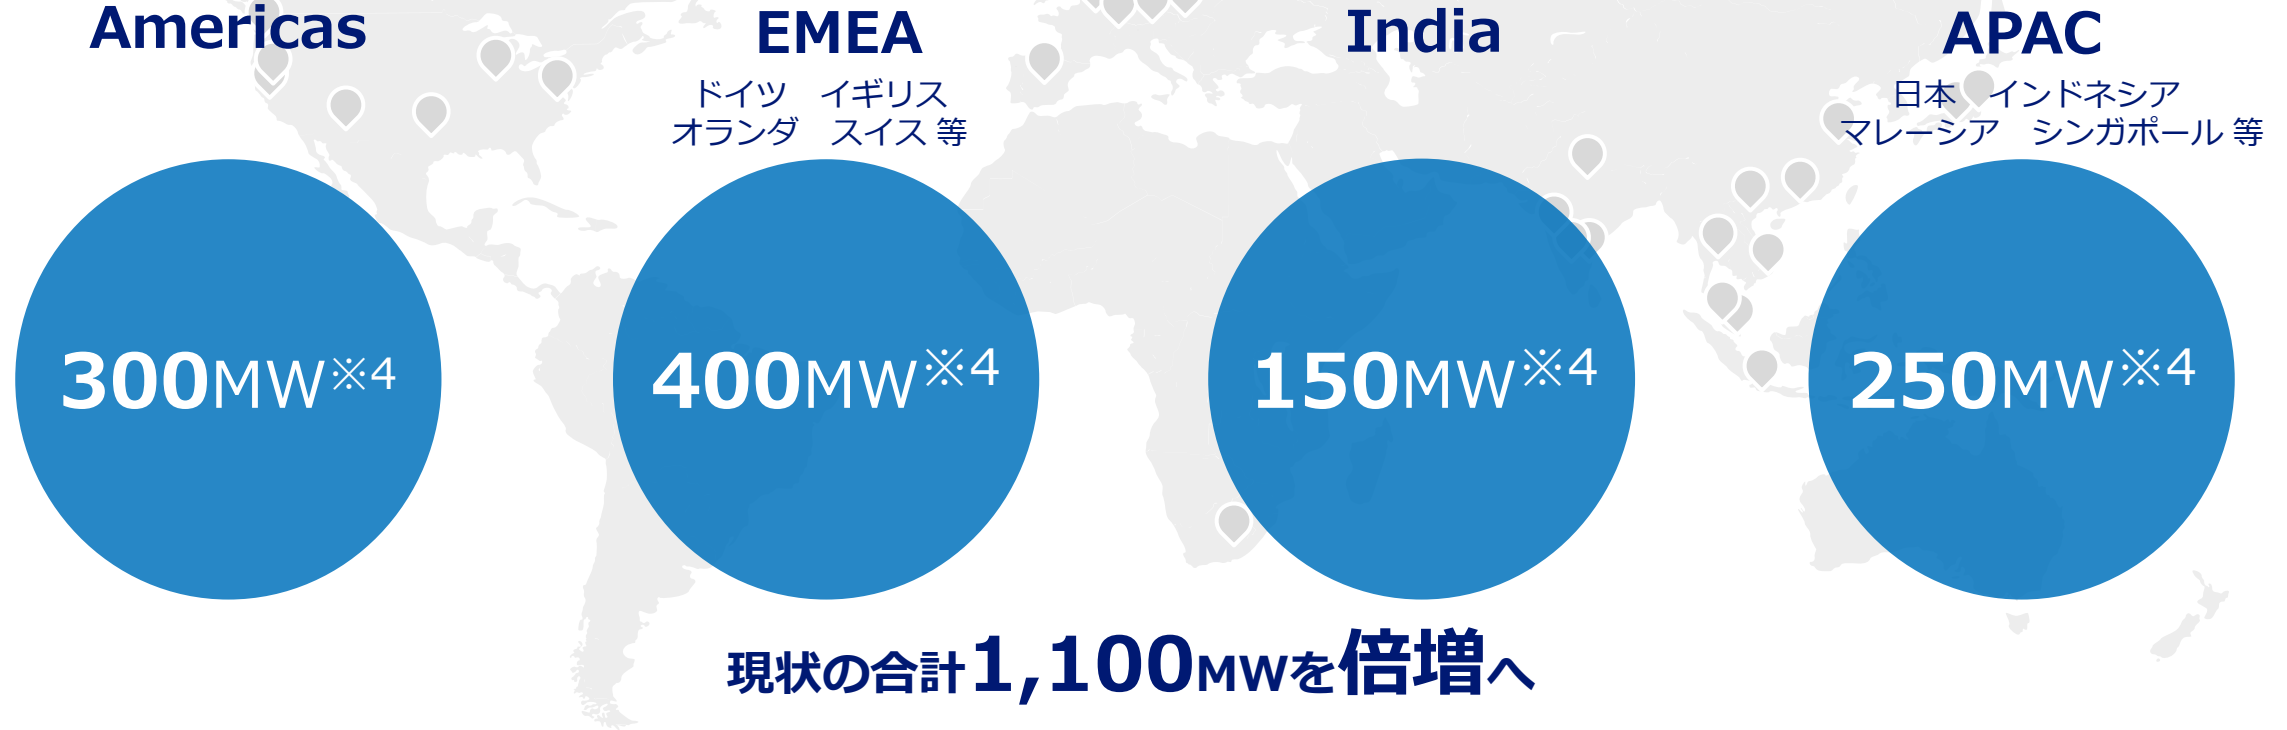 Americas
EMEA
ドイツ　イギリス
オランダ　スイス 等
India
APAC
日本　インドネシア
マレーシア　シンガポール 等
300MW※4
400MW※4
150MW※4
250MW※4
現状の合計1,100MWを倍増へ